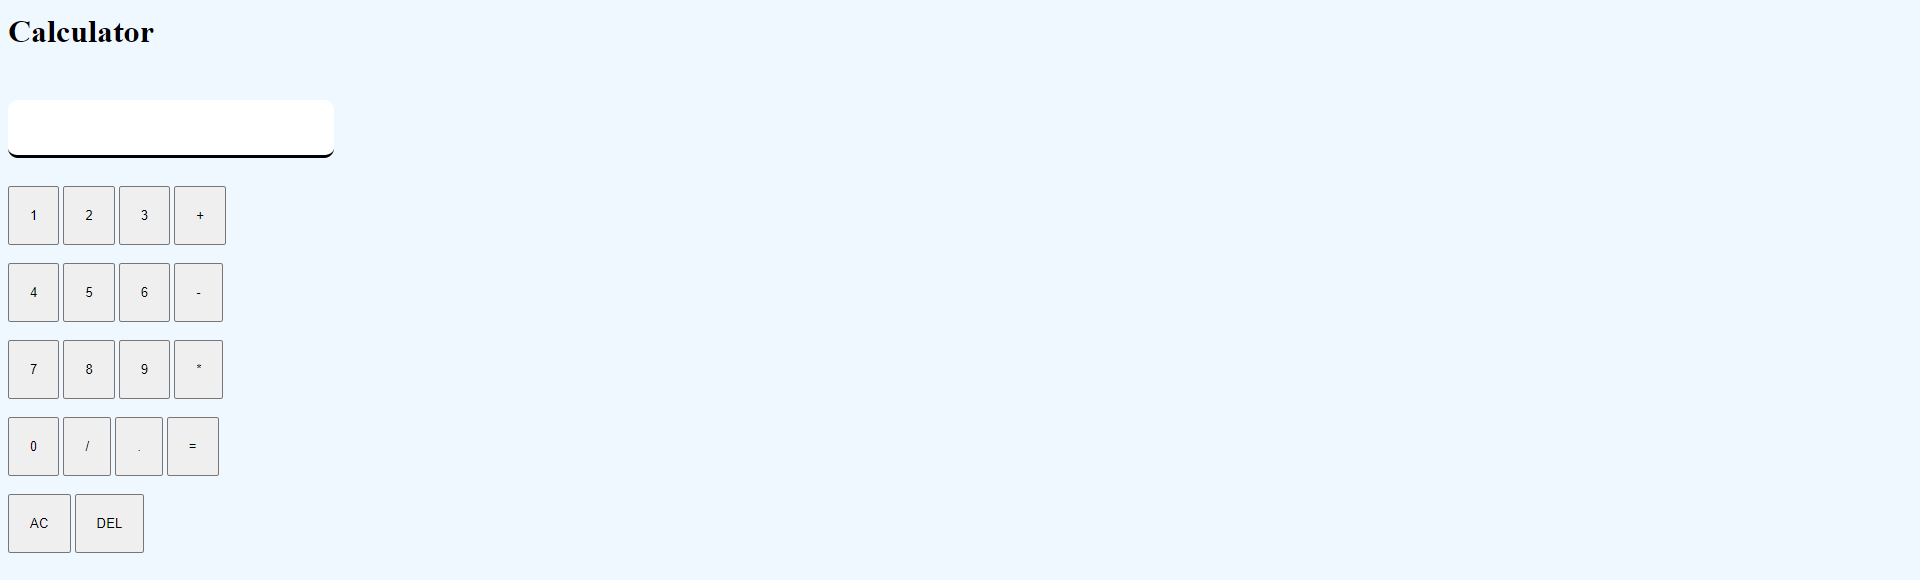 Calculator
1 2 3 +
4 5 6 -
7 8 9 *
0 / . =
AC DEL